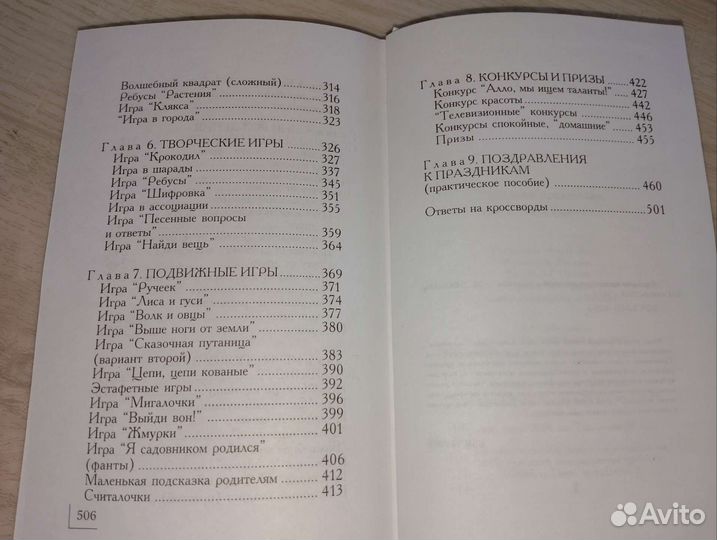 Волшебный квадрат (сложный) 314
Ребусы "Растения" 316
Игра "Клякса" 318
"Игра в города" 323
Глава 6. ТВОРЧЕСКИЕ ИГРЫ 326
Игра "Крокодил" 327
Игра в шарады 337
Игра "Ребусы" 345
Игра "Шифровка" 351
Игра в ассоциации 355
Игра "Песенные вопросы
и ответы" 359
Игра "Найди вещь" 364
Глава 7. ПОДВИЖНЫЕ ИГРЫ 369
Игра "Ручеек" 371
Игра "Лиса и гуси" 374
Игра "Волк и овцы" 377
Игра "Выше ноги от земли" 380
Игра "Сказочная путаница"
(вариант второй) 383
Игра "Цепи, цепи кованые" 390
Эстафетные игры 392
Игра "Мигалочки" 396
Игра "Выйди вон!" 399
Игра "Жмурки" 401
Игра "Я садовником родился"
(фанты) 406
Маленькая подсказка родителям 412
Считалочки 413
506
Глава 8. КОНКУРСЫ И ПРИЗЫ 422
Конкурс "Алло, мы ищем таланты!" 427
Конкурс красоты 442
"Телевизионные" конкурсы 446
Конкурсы спокойные, "домашние" 453
Призы 455
Глава 9. ПОЗДРАВЛЕНИЯ
К ПРАЗДНИКАМ
(практическое пособие) 460
Ответы на кроссворды 501
Avito